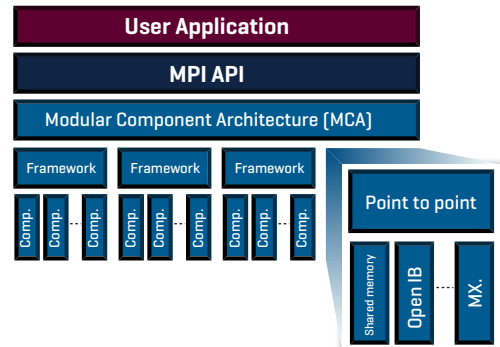 User Application
MPI API
Modular Component Architecture (MCA)
Framework
Framework
Framework
Comp.
Comp.
Comp.
Comp.
Comp.
Comp.
Comp.
Comp.
Comp.
Point to point
Shared memory
Open IB
MX.